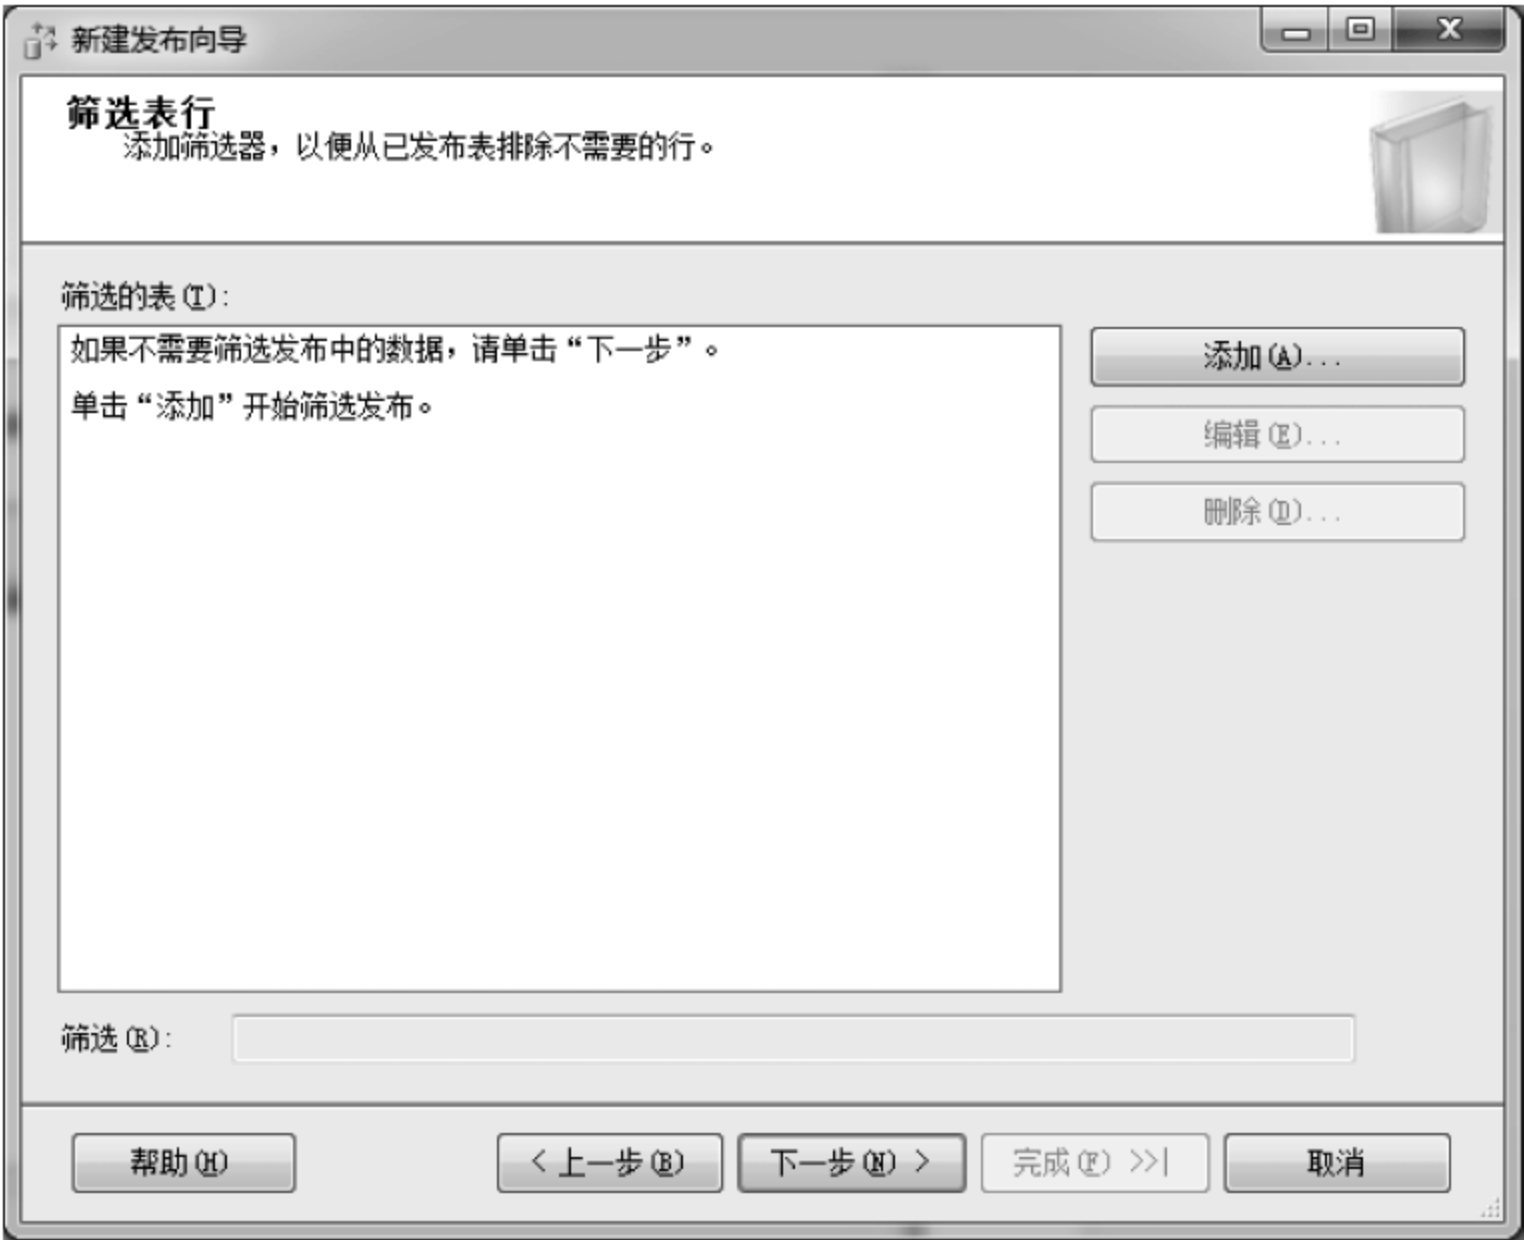 新建发布向导
筛选表行
添加筛选器，以便从已发布表排除不需要的行。
筛选的表(T):
如果不需要筛选发布中的数据，请单击“下一步”。
单击“添加”开始筛选发布。
添加(A)...
编辑(E)...
删除(D)...
筛选(R):
帮助(H)
< 上一步(B)
下一步(N) >
完成(F) >>|
取消